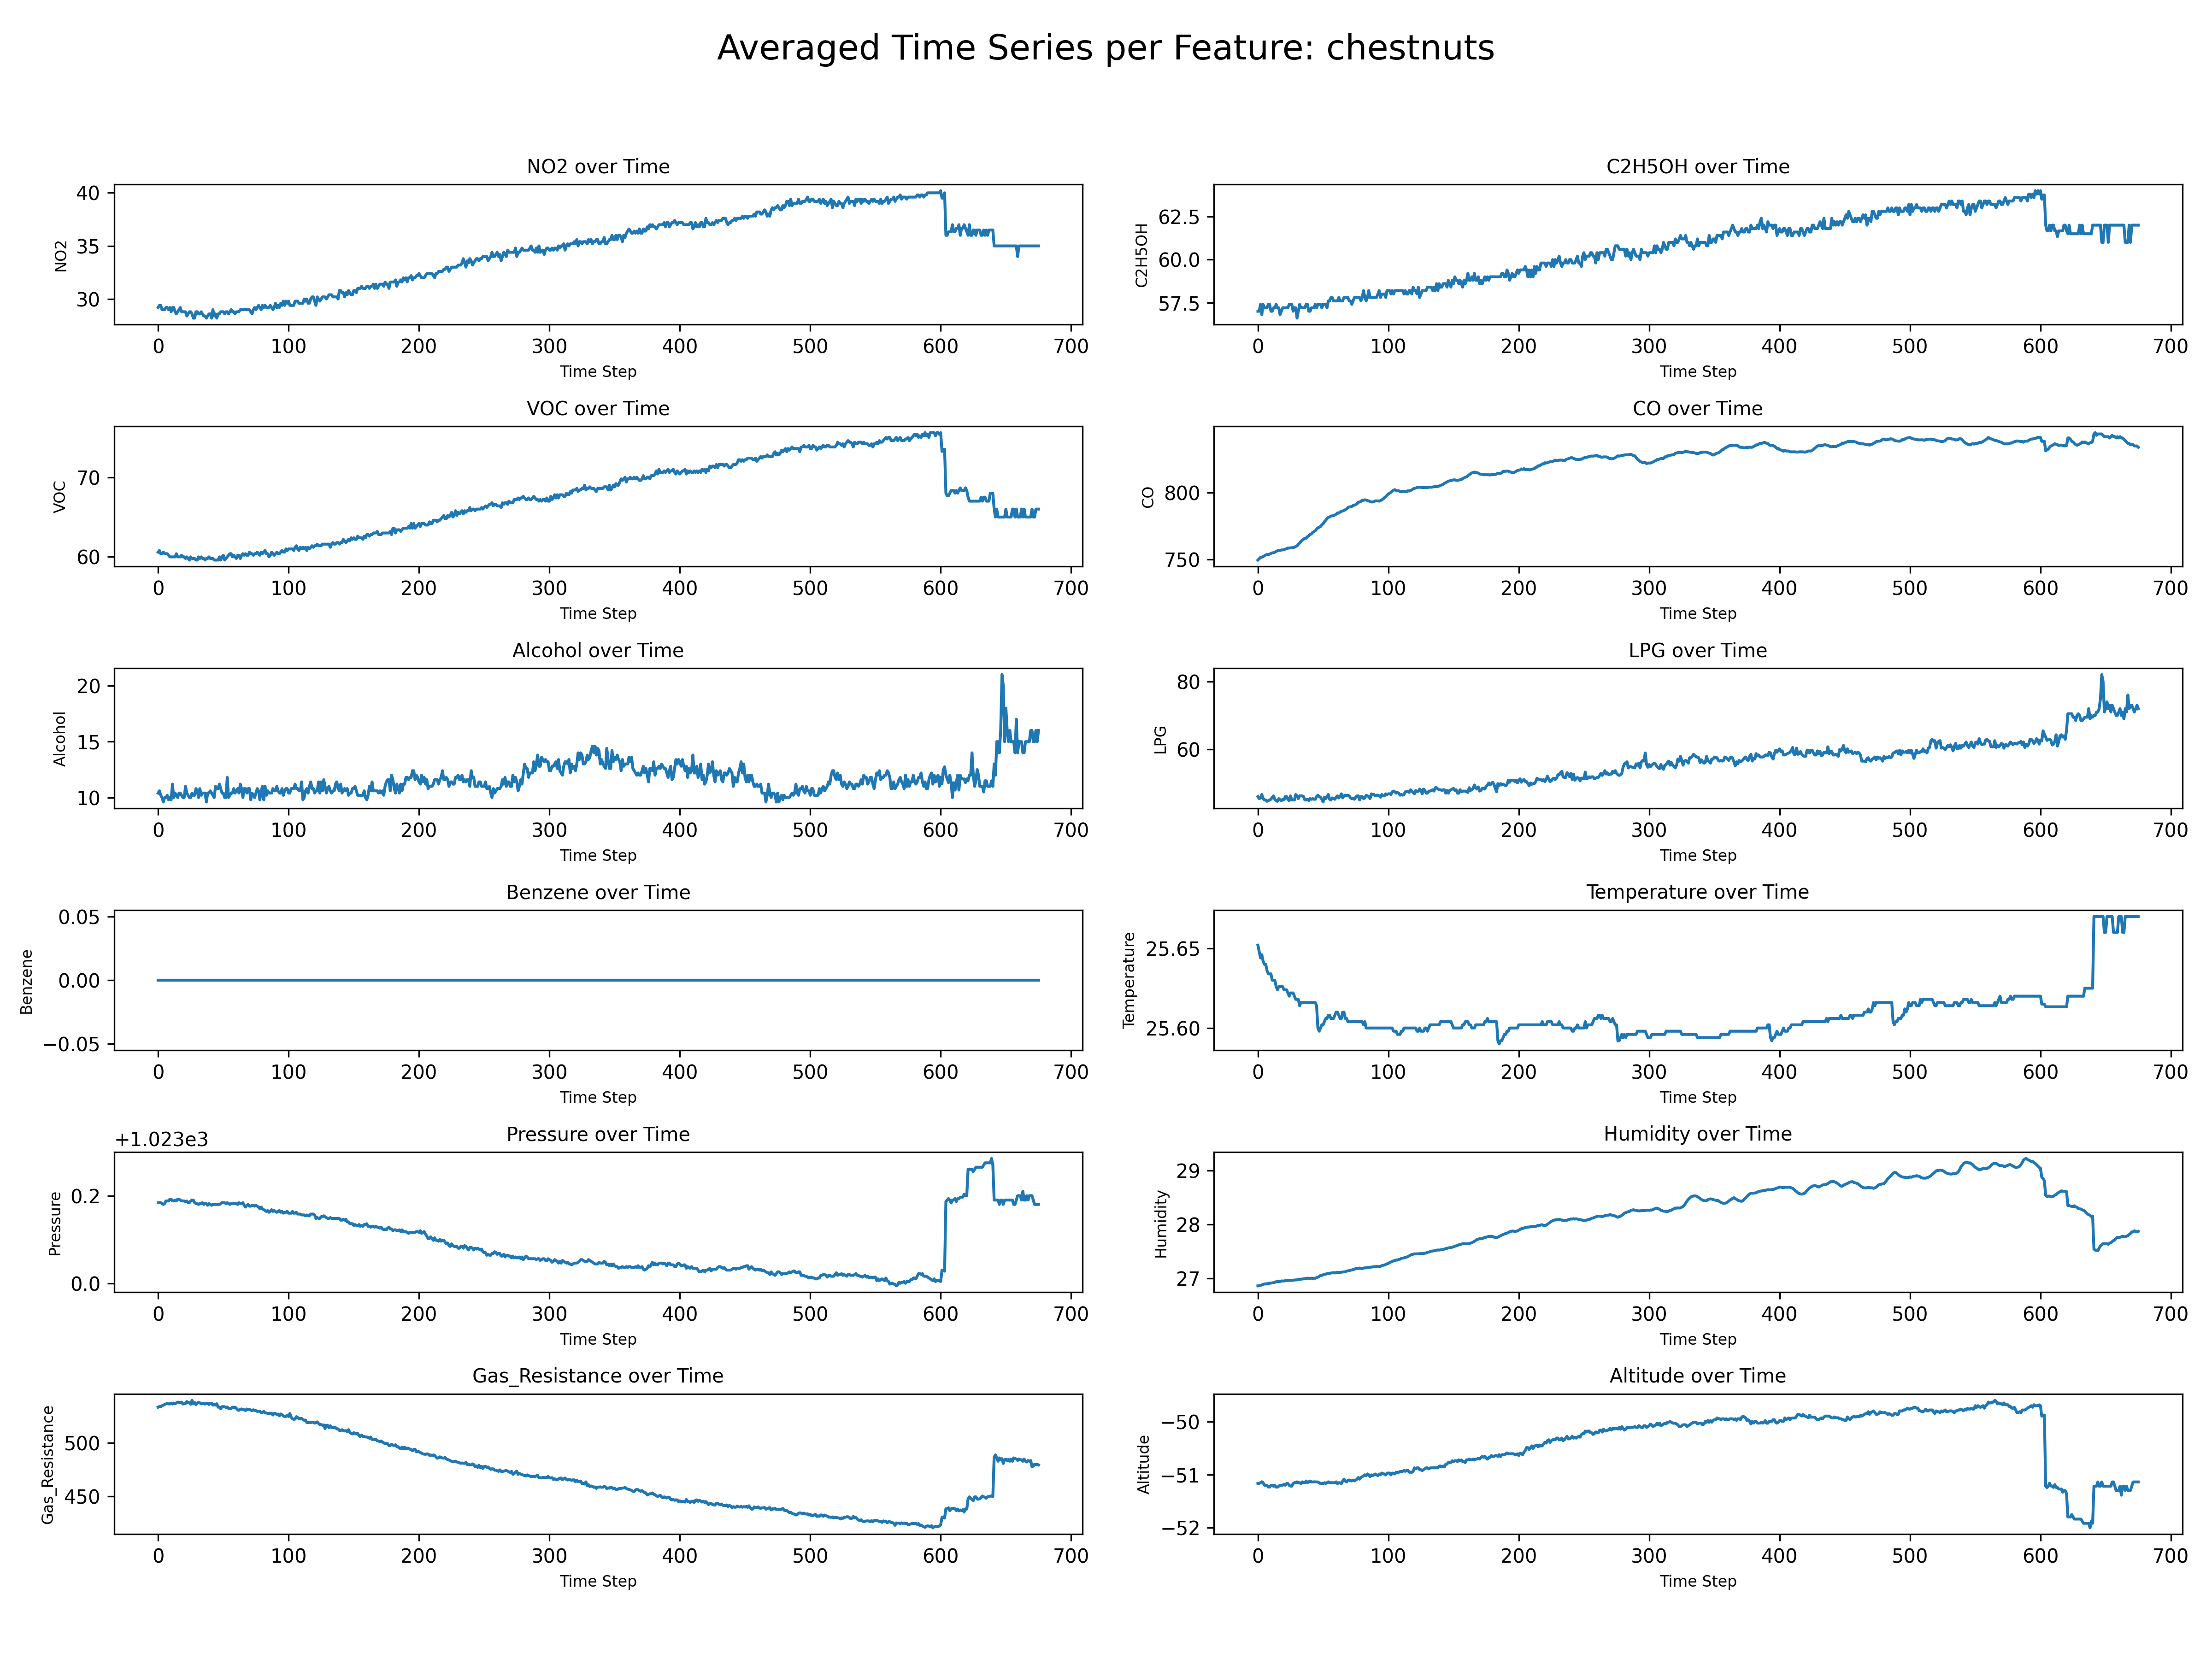 Averaged Time Series per Feature: chestnuts
NO2 over Time
NO2
40
35
30
0 100 200 300 400 500 600 700
Time Step
C2H5OH over Time
C2H5OH
62.5
60.0
57.5
0 100 200 300 400 500 600 700
Time Step
VOC over Time
VOC
70
60
0 100 200 300 400 500 600 700
Time Step
CO over Time
CO
800
750
0 100 200 300 400 500 600 700
Time Step
Alcohol over Time
Alcohol
20
15
10
0 100 200 300 400 500 600 700
Time Step
LPG over Time
LPG
80
60
0 100 200 300 400 500 600 700
Time Step
Benzene over Time
Benzene
0.05
0.00
−0.05
0 100 200 300 400 500 600 700
Time Step
Temperature over Time
Temperature
25.65
25.60
0 100 200 300 400 500 600 700
Time Step
+1.023e3
Pressure over Time
Pressure
0.2
0.0
0 100 200 300 400 500 600 700
Time Step
Humidity over Time
Humidity
29
28
27
0 100 200 300 400 500 600 700
Time Step
Gas_Resistance over Time
Gas_Resistance
500
450
0 100 200 300 400 500 600 700
Time Step
Altitude over Time
Altitude
−50
−51
−52
0 100 200 300 400 500 600 700
Time Step